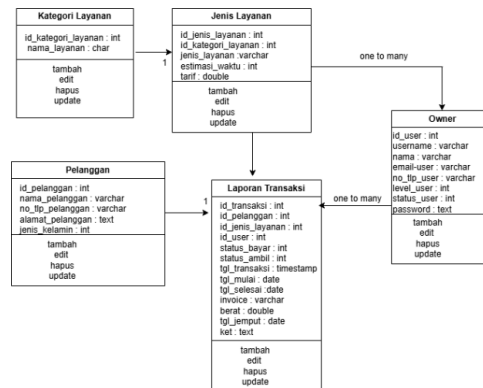 Kategori Layanan
id_kategori_layanan : int
nama_layanan : char
tambah
edit
hapus
update
1
Jenis Layanan
id_jenis_layanan : int
id_kategori_layanan : int
jenis_layanan :varchar
estimasi_waktu : int
tarif : double
tambah
edit
hapus
update
one to many
Owner
id_user : int
username : varchar
nama : varchar
email-user : varchar
no_tlp_user : varchar
level_user : int
status_user : int
password : text
tambah
edit
hapus
update
Pelanggan
id_pelanggan : int
nama_pelanggan : varchar
no_tlp_pelanggan : varchar
alamat_pelanggan : text
jenis_kelamin : int
tambah
edit
hapus
update
1
Laporan Transaksi
id_transaksi : int
id_pelanggan : int
id_jenis_layanan : int
id_user : int
status_bayar : int
status_ambil : int
tgl_transaksi : timestamp
tgl_mulai : date
tgl_selesai :date
invoice : varchar
berat : double
tgl_jemput : date
ket : text
tambah
edit
hapus
update
one to many